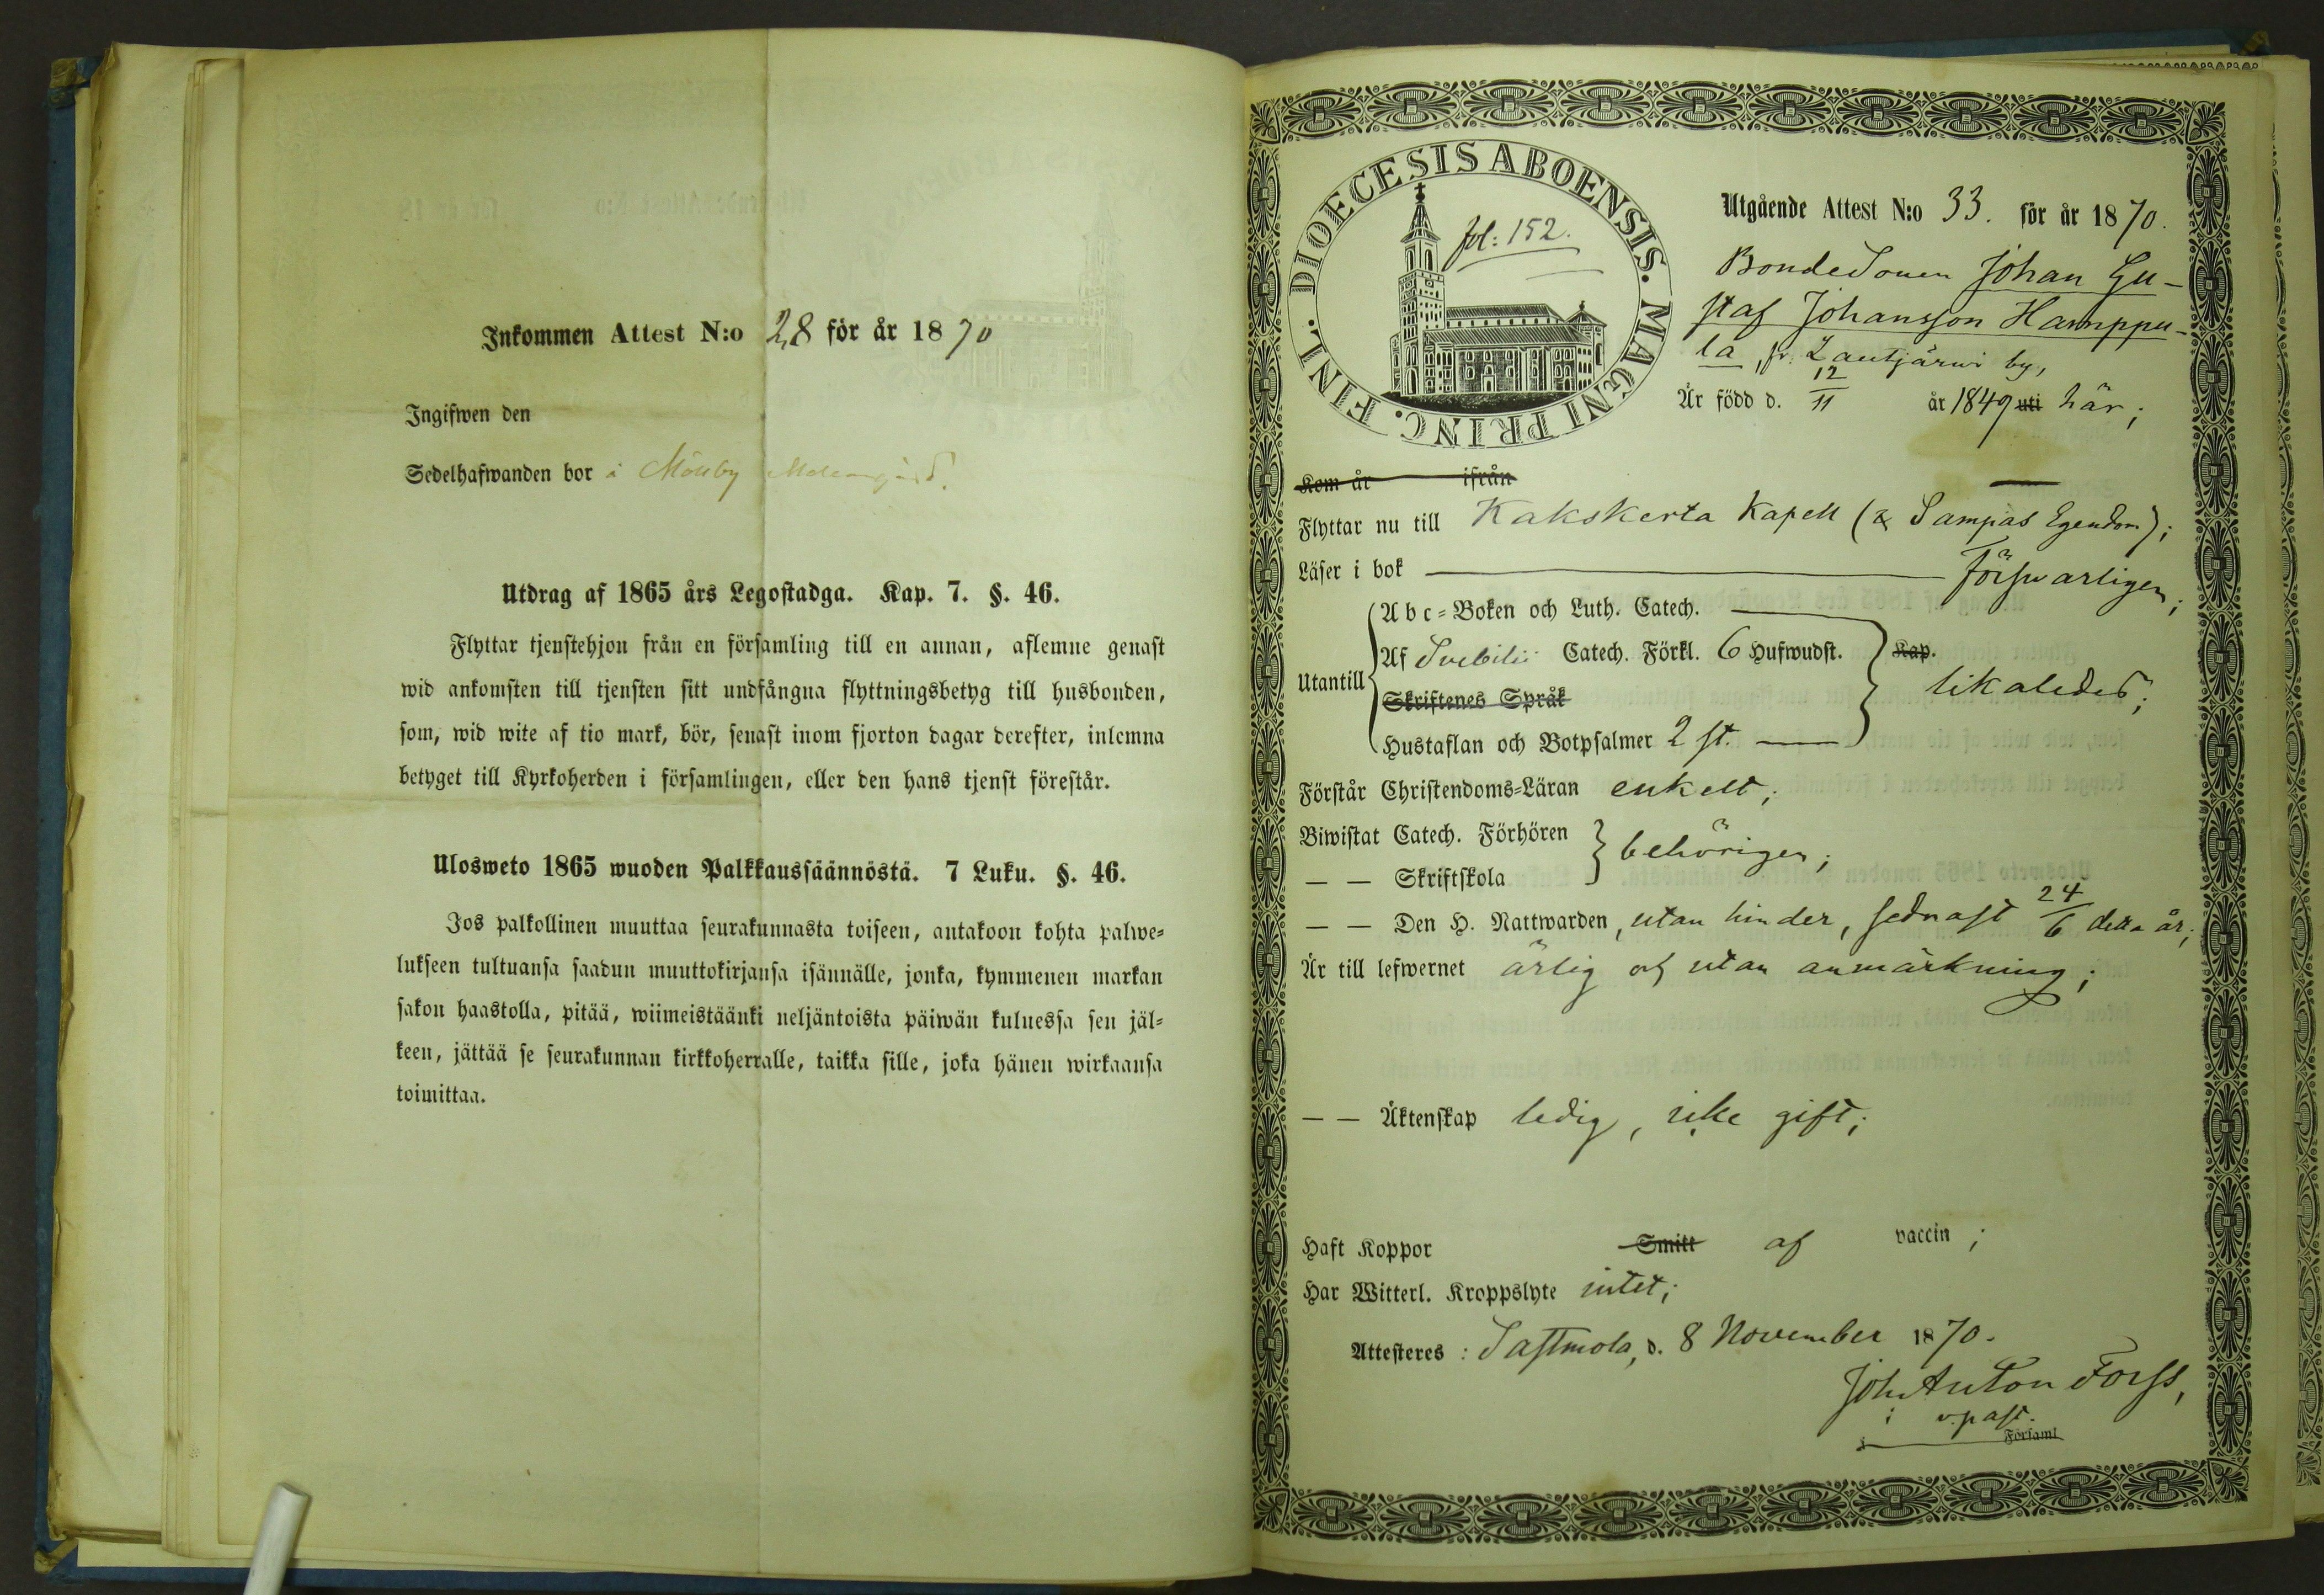 Inkommen Attest N:o 28 för år 1870
Ingifwen den
Sedelhafwanden bor i Mönby
Utdrag af 1865 års Legostadga. Kap. 7. §. 46.
Flyttar tjenstehjon från en församling till en annan, aflemne genast
wid ankomsten till tjensten sitt undfångna flyttningsbetyg till husbonden,
som, wid wite af tio mark, bör, senast inom fjorton dagar derefter, inlemna
betyget till Kyrkoherden i församlingen, eller den hans tjenst förestår.
Ulosweto 1865 wuoden Palkkaussäännöstä. 7 Luku. §. 46.
Jos palkollinen muuttaa seurakunnasta toiseen, antakoon kohta palwe=
lukseen tultuansa saadun muuttokirjansa isännälle, jonka, kymmenen markan
sakon haastolla, pitää, wiimeistäänki neljäntoista päiwän kuluessa sen jäl=
keen, jättää se seurakunnan kirkkoherralle, taikka sille, joka hänen wirkaansa
toimittaa.
DIOECESIS ABOENSIS. MAGNI PRINC. FINL.
fol: 152.
Utgående Attest N:o 33. för år 1870.
BondeSonen Johan Gu-
staf Johansson Hamppu-
la, fr. Lautjärwi by,
Är född d. 12/11 år 1849 uti här;
Kom år ifrån
Flyttar nu till Kakskerta Kapell (& Sampas Egendom);
Läser i bok försvarligen;
Utantill
A b c=Boken och Luth. Catech.
Af Svebilii Catech. Förkl. 6 Hufwudst. Kap.
Skriftenes Språk likaledes;
Hustaflan och Botpsalmer 2 st.
Förstår Christendoms=Läran enkelt;
Biwistat Catech. Förhören
— — Skriftskola behörigen;
— — Den H. Nattwarden, utan hinder, sednast 24/6 detta år;
Är till lefwernet ärlig och utan anmärkning;
— — Äktenskap ledig, icke gift;
Haft Koppor Smitt af vaccin;
Har Witterl. Kroppslyte intet;
Attesteres: Sastmola, d. 8 November 1870.
Joh. Anton Forss,
v. past.
i Församl